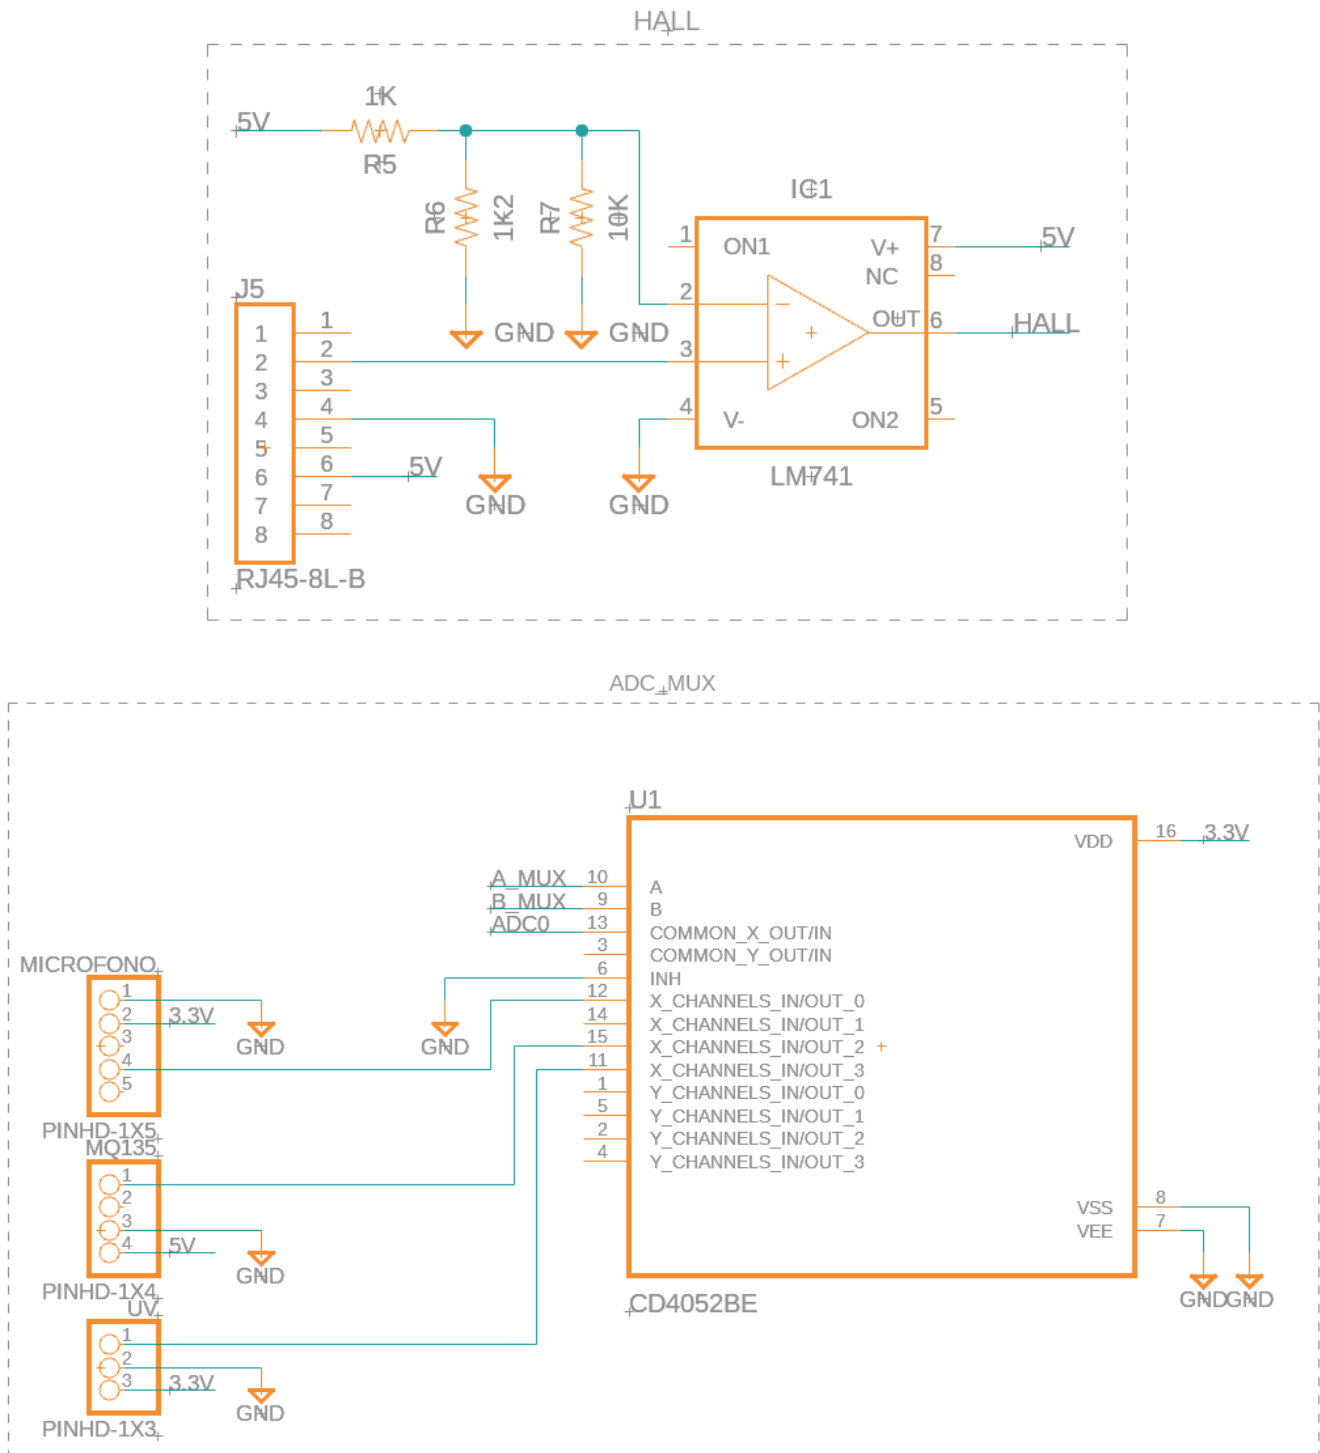 HALL
1K
5V
R5
R6
1K2
R7
10K
GND
GND
IC1
1
ON1
V+
7
5V
NC
8
2
OUT
6
HALL
3
4
V-
ON2
5
GND
LM741
J5
1
1
2
2
3
3
4
4
5
5
6
6
5V
7
7
8
8
GND
RJ45-8L-B
ADC_MUX
U1
VDD
16
3.3V
A_MUX
10
A
B_MUX
9
B
ADC0
13
COMMON_X_OUT/IN
3
COMMON_Y_OUT/IN
6
INH
12
X_CHANNELS_IN/OUT_0
14
X_CHANNELS_IN/OUT_1
15
X_CHANNELS_IN/OUT_2
11
X_CHANNELS_IN/OUT_3
1
Y_CHANNELS_IN/OUT_0
5
Y_CHANNELS_IN/OUT_1
2
Y_CHANNELS_IN/OUT_2
4
Y_CHANNELS_IN/OUT_3
GND
VSS
8
VEE
7
GND
GND
CD4052BE
MICROFONO
1
2
3.3V
3
4
5
GND
PINHD-1X5
MQ135
1
2
3
4
5V
GND
PINHD-1X4
UV
1
2
3
3.3V
GND
PINHD-1X3